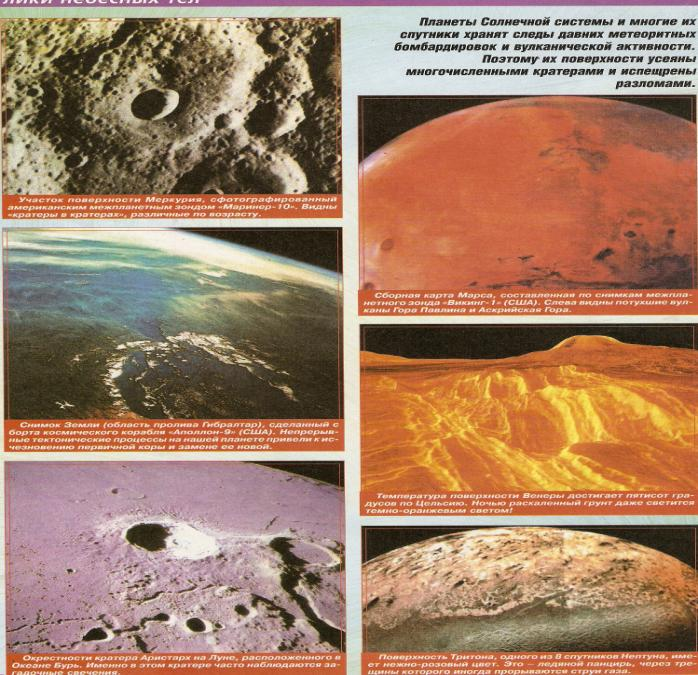 ЛИКИ НЕБЕСНЫХ ТЕЛ
Планеты Солнечной системы и многие их
спутники хранят следы давних метеоритных
бомбардировок и вулканической активности.
Поэтому их поверхности усеяны
многочисленными кратерами и испещрены
разломами.
Участок поверхности Меркурия, сфотографированный
американским межпланетным зондом «Маринер-10». Видны
«кратеры в кратерах», различные по возрасту.
Сборная карта Марса, составленная по снимкам межпла-
нетного зонда «Викинг-1» (США). Слева видны потухшие вул-
каны Гора Павлина и Аскрийская Гора.
Снимок Земли (область пролива Гибралтар), сделанный с
борта космического корабля «Аполлон-9» (США). Непрерыв-
ные тектонические процессы на нашей планете привели к ис-
чезновению первичной коры и замене ее новой.
Температура поверхности Венеры достигает пятисот гра-
дусов по Цельсию. Ночью раскаленный грунт даже светится
темно-оранжевым светом!
Окрестности кратера Аристарх на Луне, расположенного в
Океане Бурь. Именно в этом кратере часто наблюдаются за-
гадочные свечения.
Поверхность Тритона, одного из 8 спутников Нептуна, име-
ет нежно-розовый цвет. Это – ледяной панцирь, через тре-
щины которого иногда прорываются струи газа.